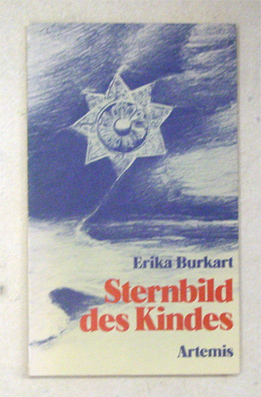 Erika Burkart
Sternbild
des Kindes
Artemis